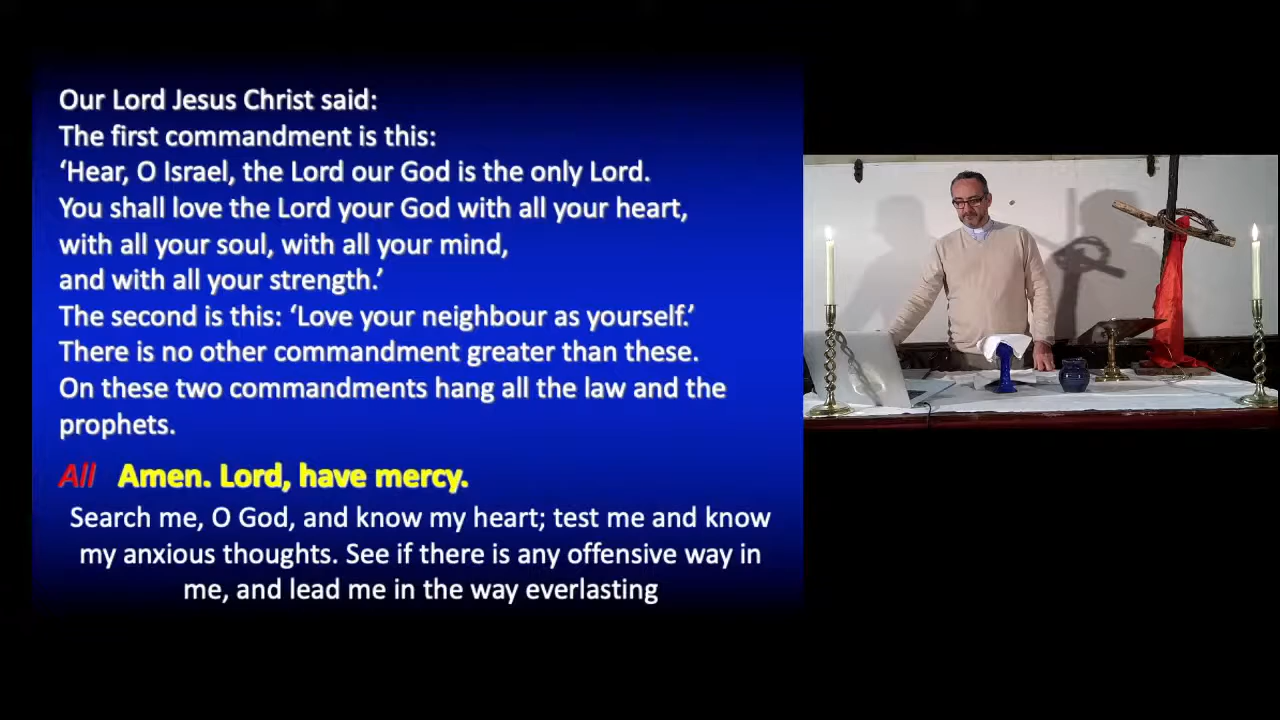 Our Lord Jesus Christ said:
The first commandment is this:
‘Hear, O Israel, the Lord our God is the only Lord.
You shall love the Lord your God with all your heart,
with all your soul, with all your mind,
and with all your strength.’
The second is this: ‘Love your neighbour as yourself.’
There is no other commandment greater than these.
On these two commandments hang all the law and the
prophets.
All Amen. Lord, have mercy.
Search me, O God, and know my heart; test me and know
my anxious thoughts. See if there is any offensive way in
me, and lead me in the way everlasting